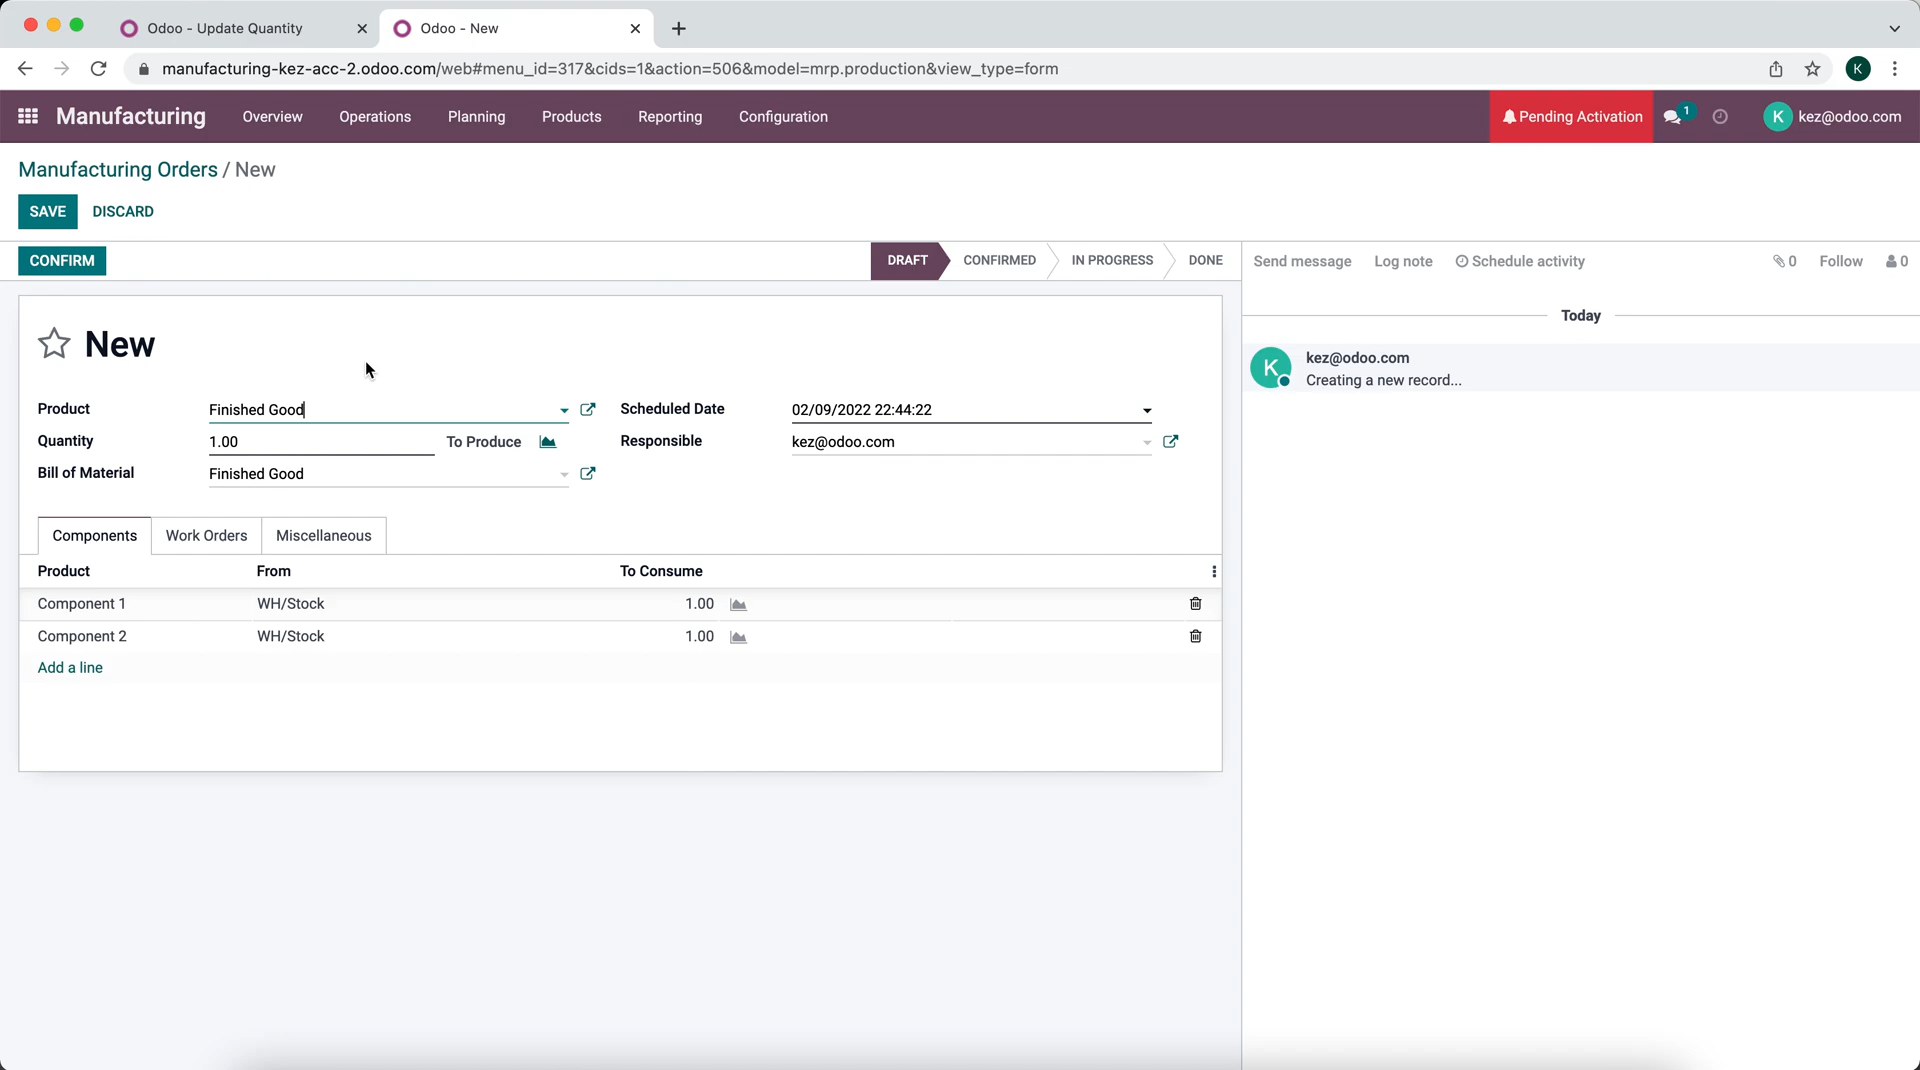 Odoo - Update Quantity
Odoo - New
manufacturing-kez-acc-2.odoo.com/web#menu_id=317&cids=1&action=506&model=mrp.production&view_type=form
K
Manufacturing Overview Operations Planning Products Reporting Configuration
Pending Activation 1 K kez@odoo.com
Manufacturing Orders / New
SAVE DISCARD
CONFIRM
DRAFT CONFIRMED IN PROGRESS DONE
Send message Log note Schedule activity 0 Follow 0
Today
K kez@odoo.com
Creating a new record...
New
Product Finished Good
Scheduled Date 02/09/2022 22:44:22
Quantity 1.00 To Produce
Responsible kez@odoo.com
Bill of Material Finished Good
Components Work Orders Miscellaneous
Product From To Consume
Component 1 WH/Stock 1.00
Component 2 WH/Stock 1.00
Add a line